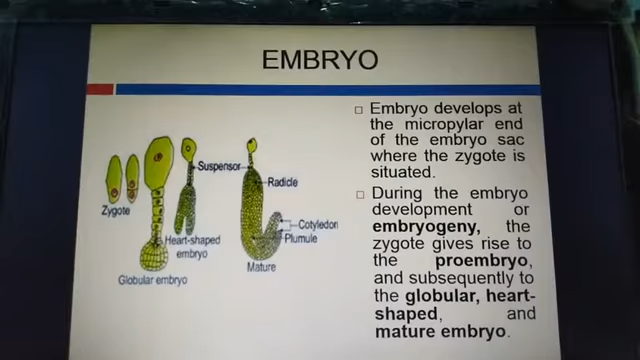 EMBRYO
Suspensor
Radicle
Zygote
Cotyledon
Plumule
Heart-shaped
embryo
Mature
Globular embryo
Embryo develops at
the micropylar end
of the embryo sac
where the zygote is
situated.
During the embryo
development or
embryogeny, the
zygote gives rise to
the proembryo,
and subsequently to
the globular, heart-
shaped, and
mature embryo.